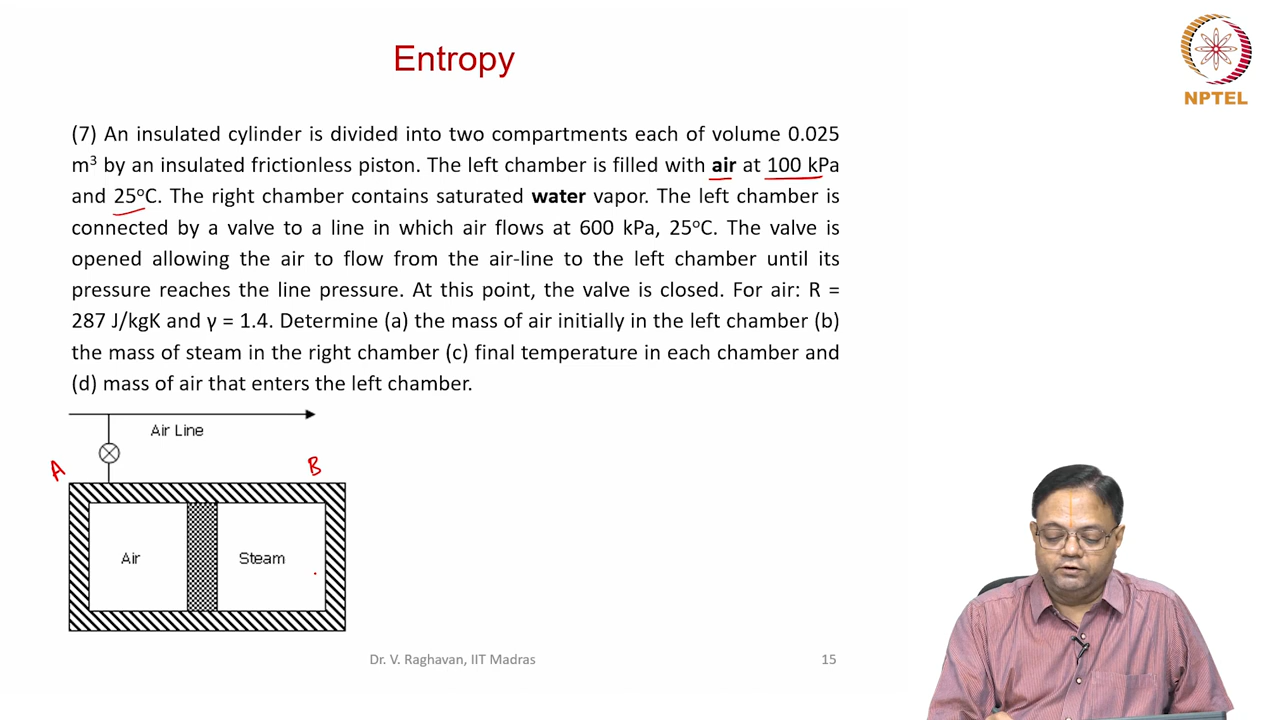 Entropy
NPTEL
(7) An insulated cylinder is divided into two compartments each of volume 0.025
m³ by an insulated frictionless piston. The left chamber is filled with air at 100 kPa
and 25°C. The right chamber contains saturated water vapor. The left chamber is
connected by a valve to a line in which air flows at 600 kPa, 25°C. The valve is
opened allowing the air to flow from the air-line to the left chamber until its
pressure reaches the line pressure. At this point, the valve is closed. For air: R =
287 J/kgK and γ = 1.4. Determine (a) the mass of air initially in the left chamber (b)
the mass of steam in the right chamber (c) final temperature in each chamber and
(d) mass of air that enters the left chamber.
Air Line
A B
Air Steam
Dr. V. Raghavan, IIT Madras 15